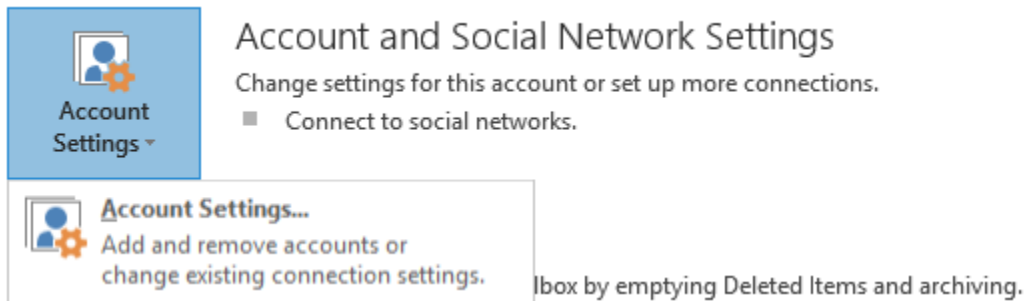 Account and Social Network Settings
Change settings for this account or set up more connections.
Connect to social networks.
Account
Settings
Account Settings...
Add and remove accounts or
change existing connection settings.
lbox by emptying Deleted Items and archiving.